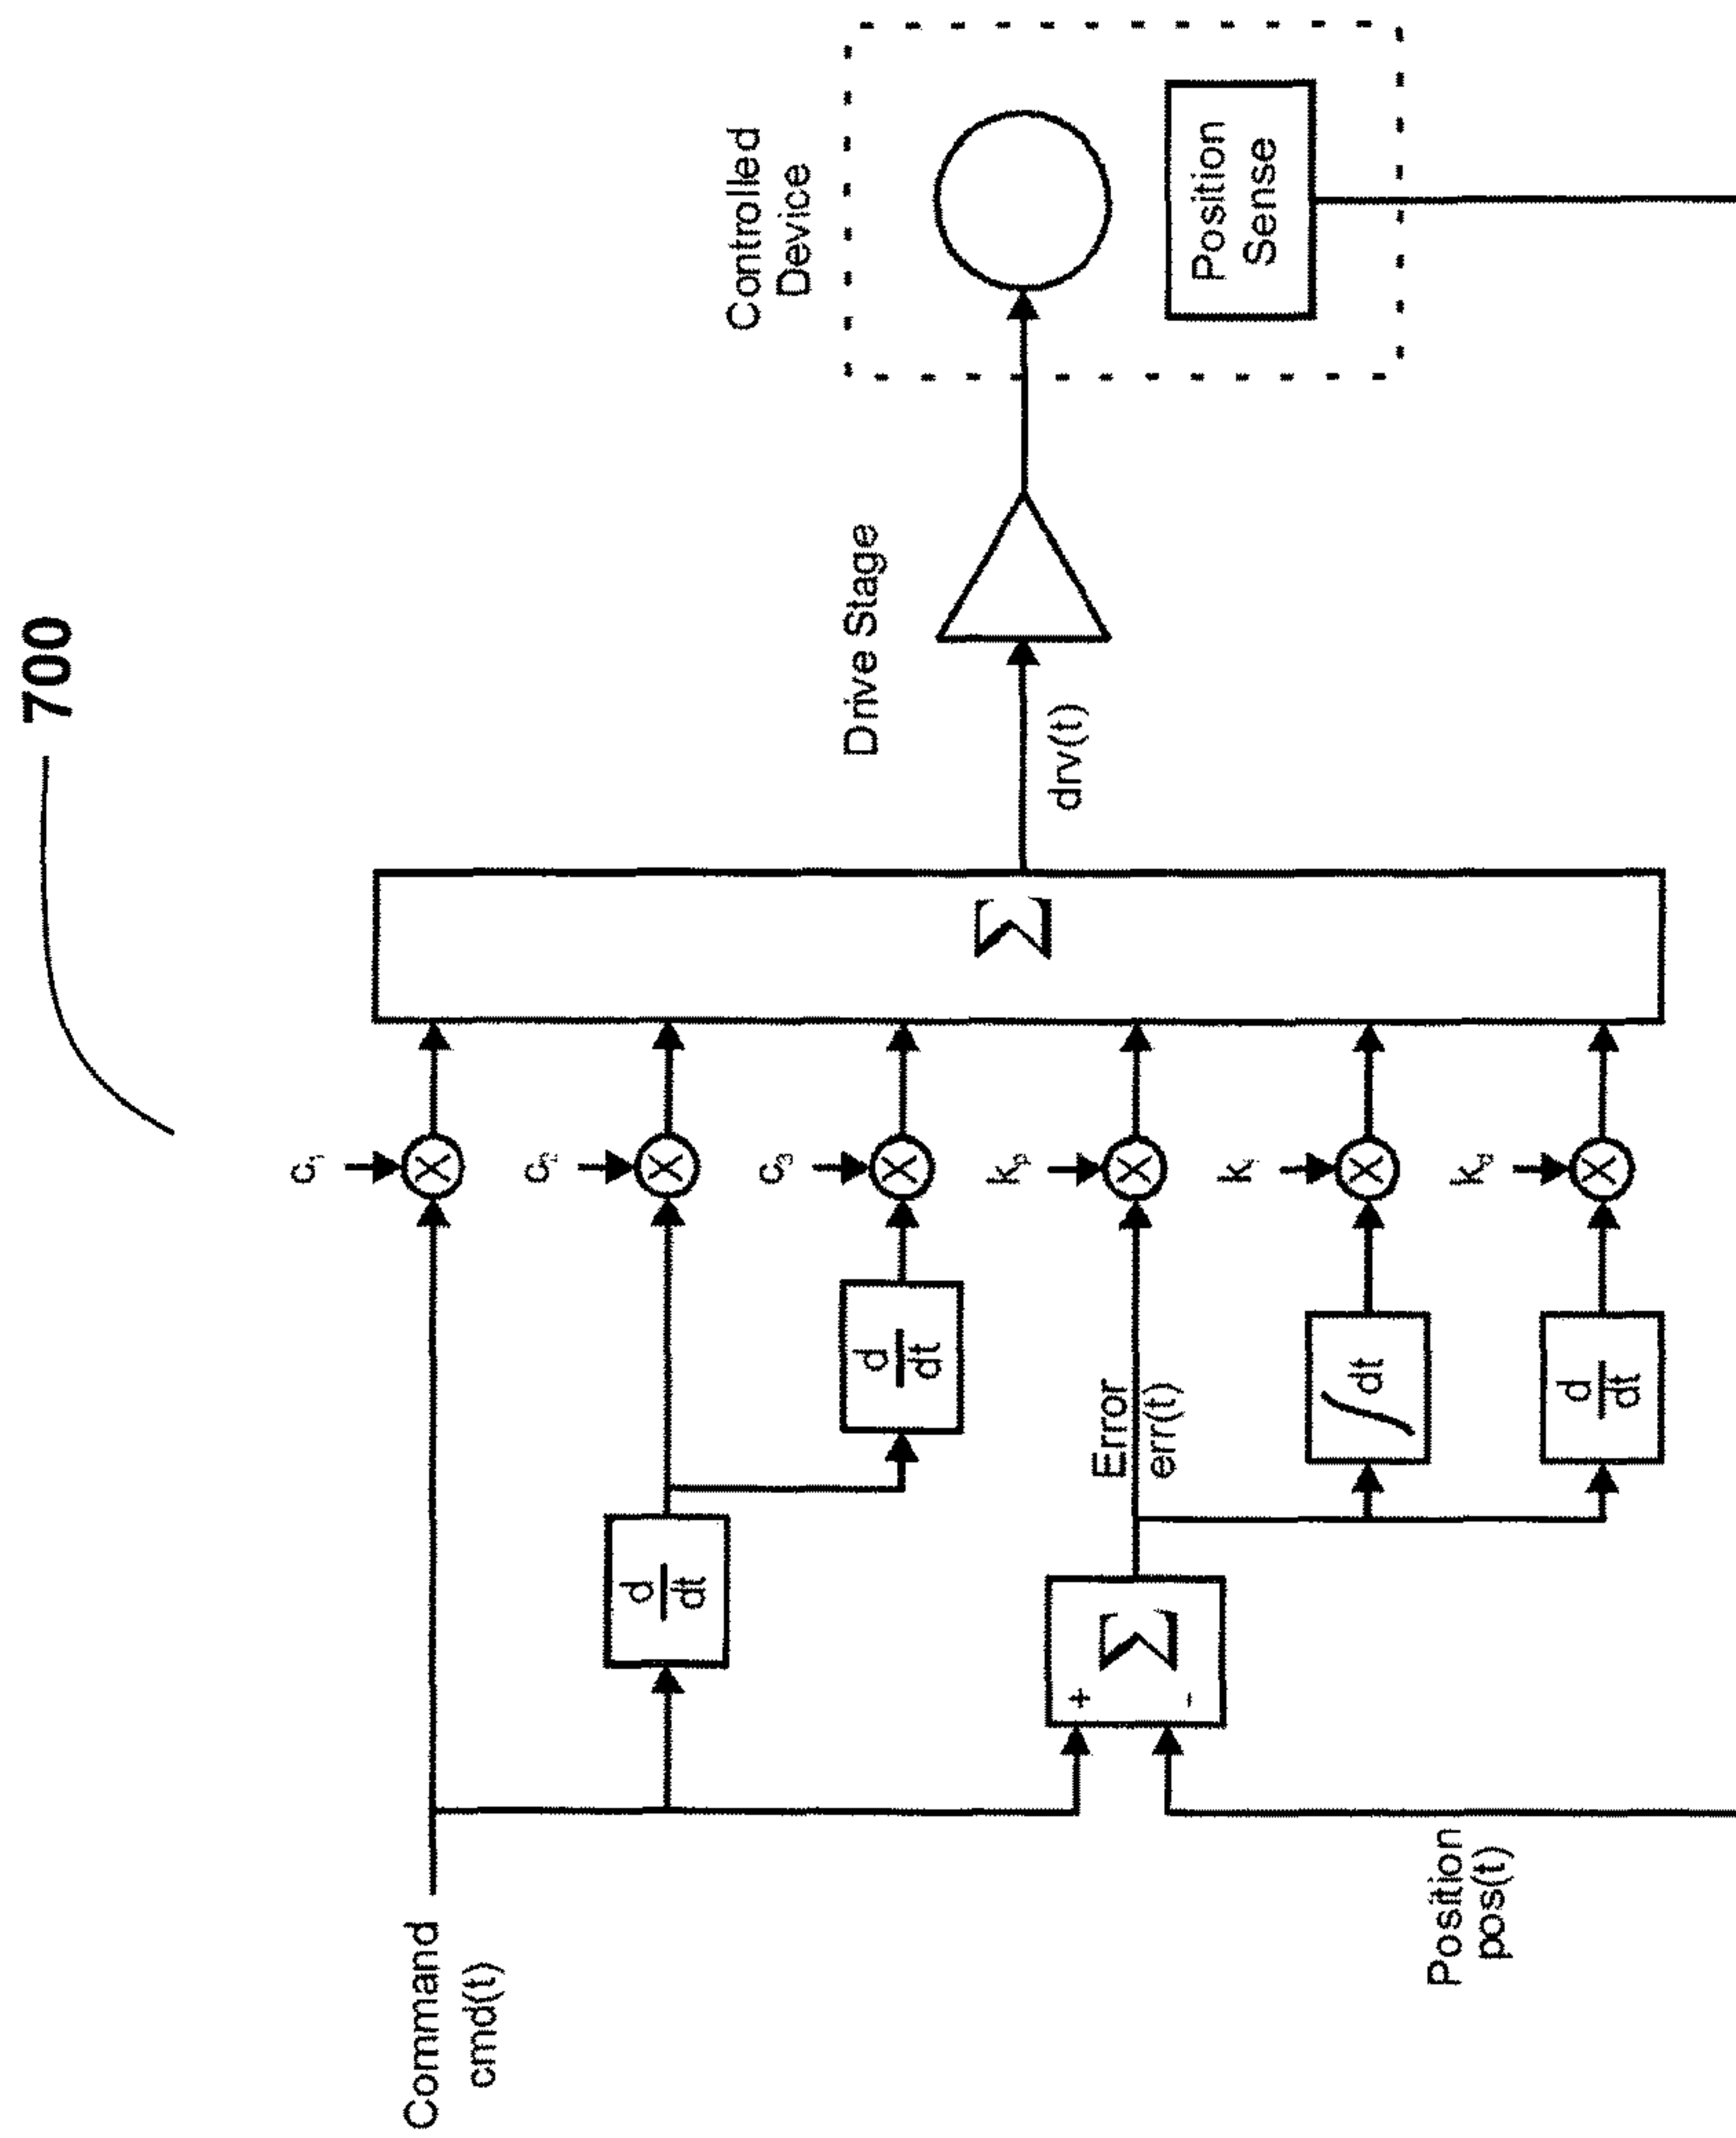 700
Command
cmd(t)
d
dt
d
dt
c₁
c₂
c₃
+
-
Σ
Error
err(t)
∫ dt
d
dt
kₚ
kᵢ
k_d
Position
pos(t)
Σ
drv(t)
Drive Stage
Controlled
Device
Position
Sense